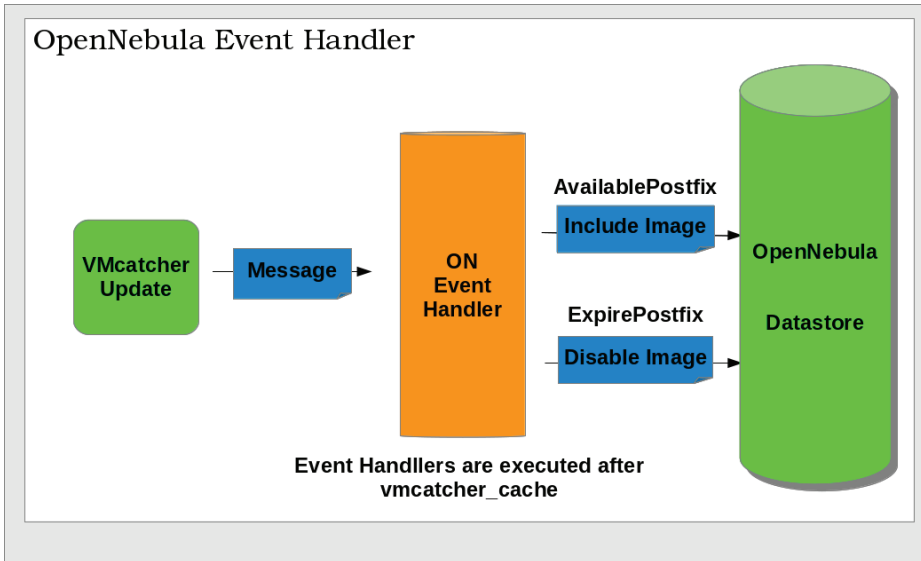 OpenNebula Event Handler
VMcatcher
Update
Message
ON
Event
Handler
AvailablePostfix
Include Image
ExpirePostfix
Disable Image
OpenNebula
Datastore
Event Handllers are executed after
vmcatcher_cache